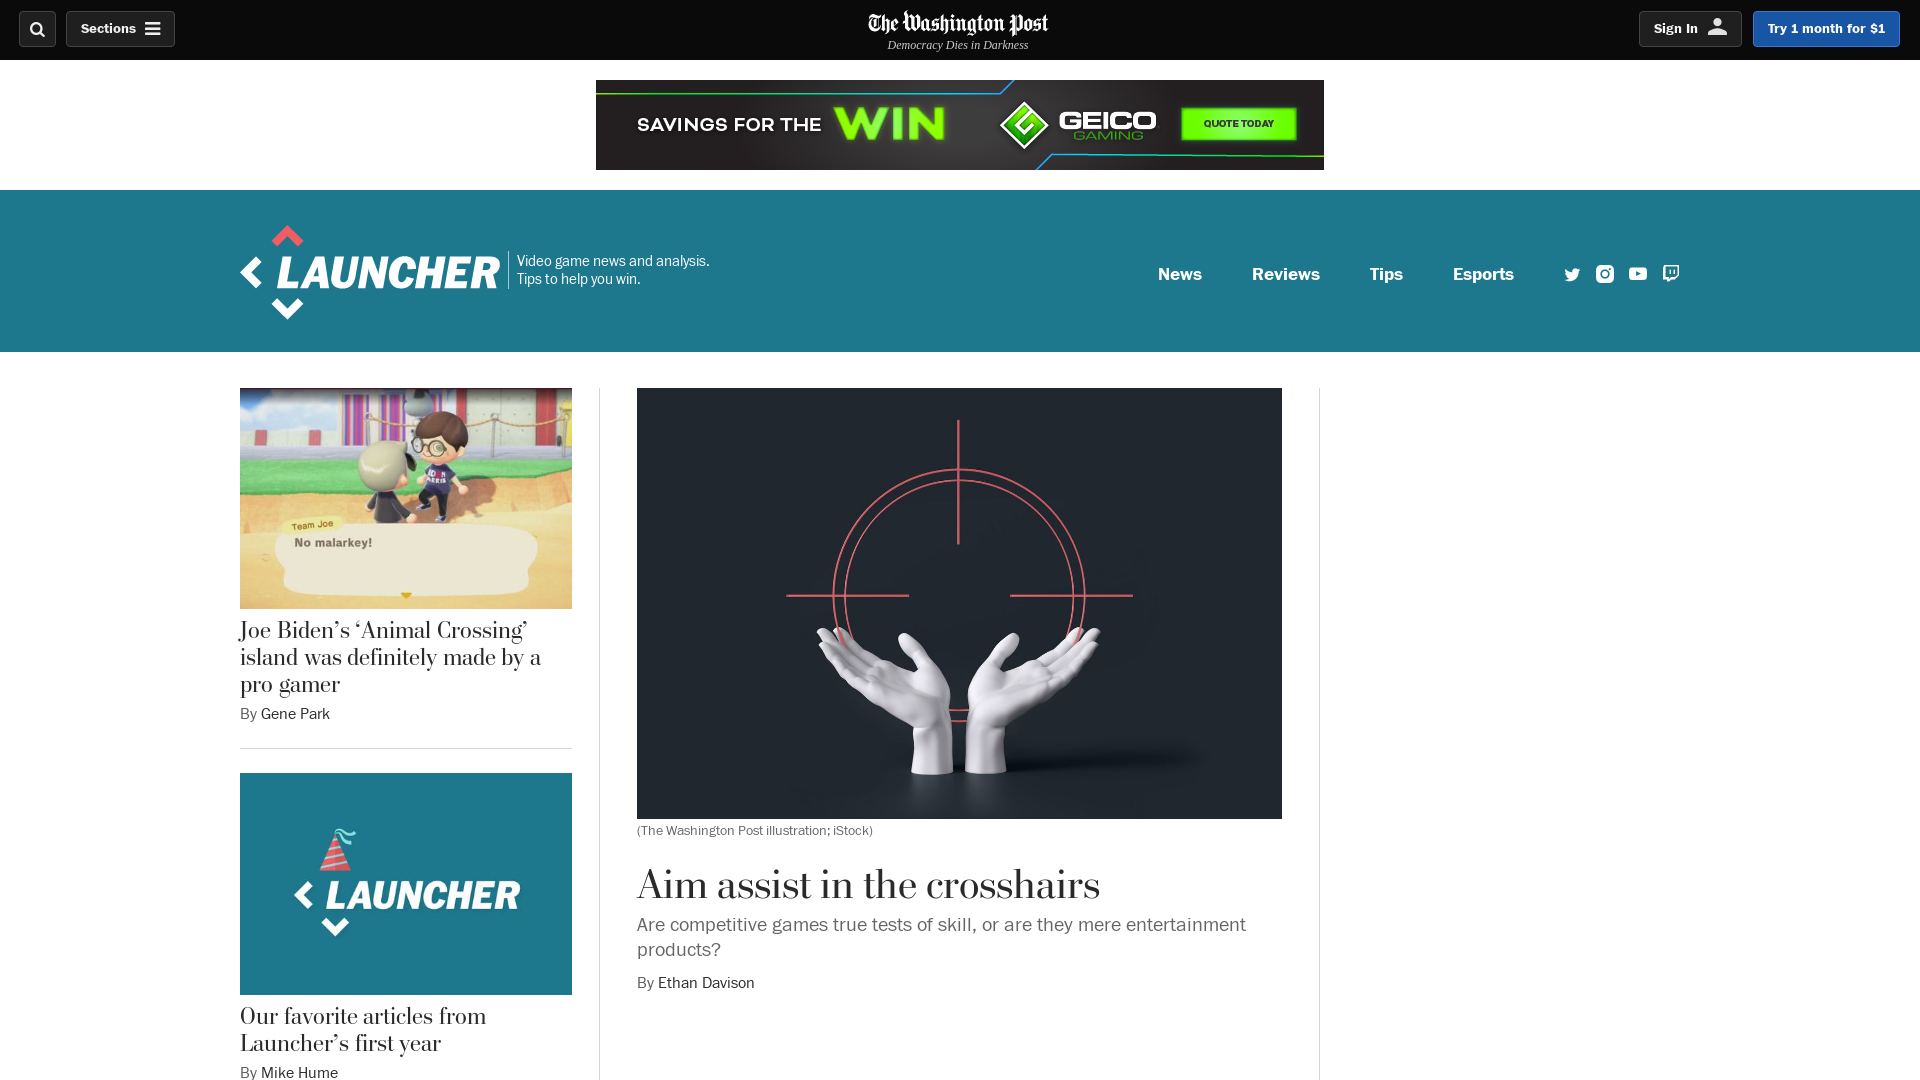 Sections
The Washington Post
Democracy Dies in Darkness
Sign In
Try 1 month for $1
SAVINGS FOR THE WIN
GEICO
GAMING
QUOTE TODAY
LAUNCHER
Video game news and analysis.
Tips to help you win.
News
Reviews
Tips
Esports
Team Joe
No malarkey!
Joe Biden’s ‘Animal Crossing’
island was definitely made by a
pro gamer
By Gene Park
LAUNCHER
Our favorite articles from
Launcher’s first year
By Mike Hume
(The Washington Post illustration; iStock)
Aim assist in the crosshairs
Are competitive games true tests of skill, or are they mere entertainment
products?
By Ethan Davison